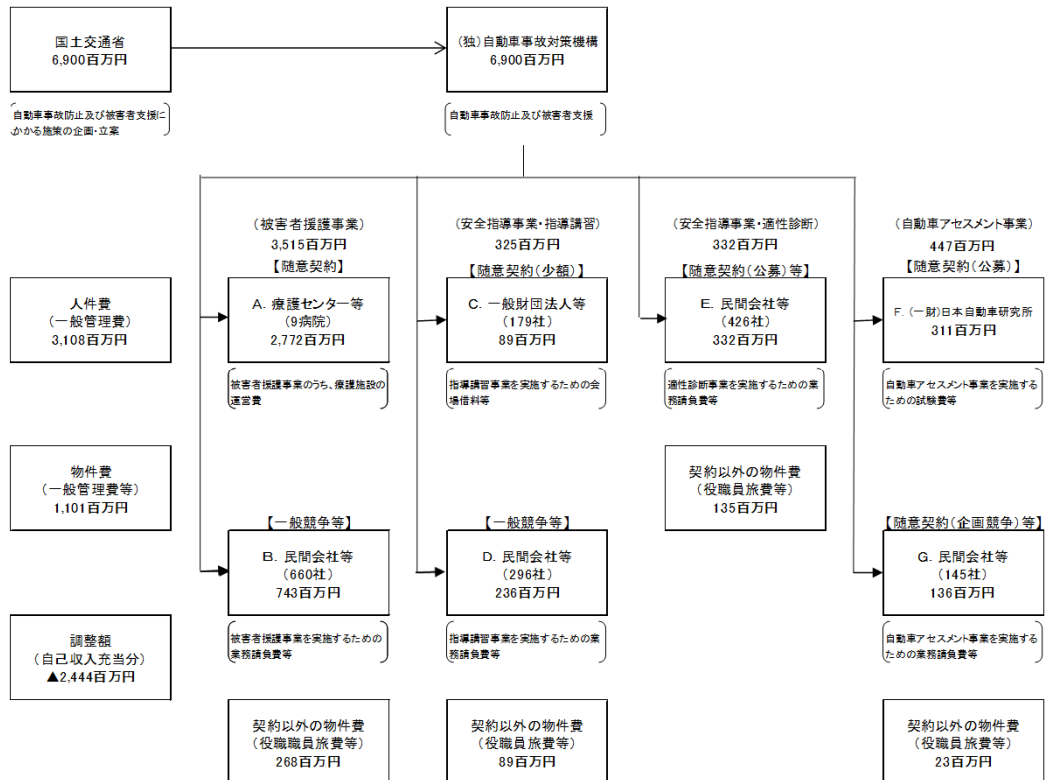 国土交通省
6,900百万円
(独)自動車事故対策機構
6,900百万円
自動車事故防止及び被害者支援に
かかる施策の企画・立案
自動車事故防止及び被害者支援
(被害者援護事業)
3,515百万円
【随意契約】
(安全指導事業・指導講習)
325百万円
【随意契約(少額)】
(安全指導事業・適性診断)
332百万円
【随意契約(公募)等】
(自動車アセスメント事業)
447百万円
【随意契約(公募)】
人件費
(一般管理費)
3,108百万円
A. 療護センター等
(9病院)
2,772百万円
C. 一般財団法人等
(179社)
89百万円
E. 民間会社等
(426社)
332百万円
F. (一財)日本自動車研究所
311百万円
被害者援護事業のうち、療護施設の
運営費
指導講習事業を実施するための会
場借料等
適性診断事業を実施するための業
務請負費等
自動車アセスメント事業を実施する
ための試験費等
物件費
(一般管理費等)
1,101百万円
契約以外の物件費
(役職員旅費等)
135百万円
【一般競争等】
B. 民間会社等
(660社)
743百万円
【一般競争等】
D. 民間会社等
(296社)
236百万円
【随意契約(企画競争)等】
G. 民間会社等
(145社)
136百万円
調整額
(自己収入充当分)
▲2,444百万円
被害者援護事業を実施するための
業務請負費等
指導講習事業を実施するための業
務請負費等
自動車アセスメント事業を実施する
ための業務請負費等
契約以外の物件費
(役職職員旅費等)
268百万円
契約以外の物件費
(役職員旅費等)
89百万円
契約以外の物件費
(役職員旅費等)
23百万円